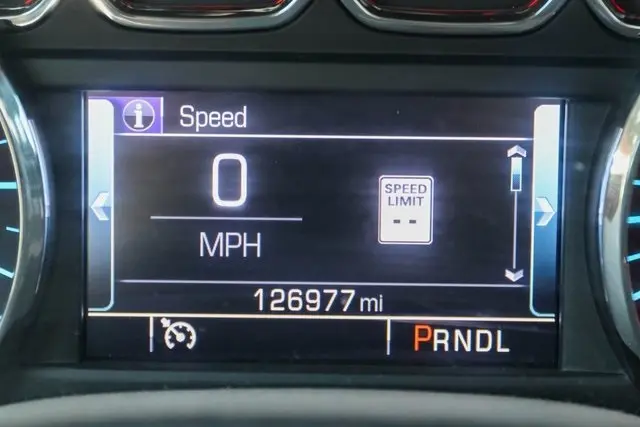 i Speed
0
MPH
SPEED
LIMIT
--
126977 mi
PRNDL